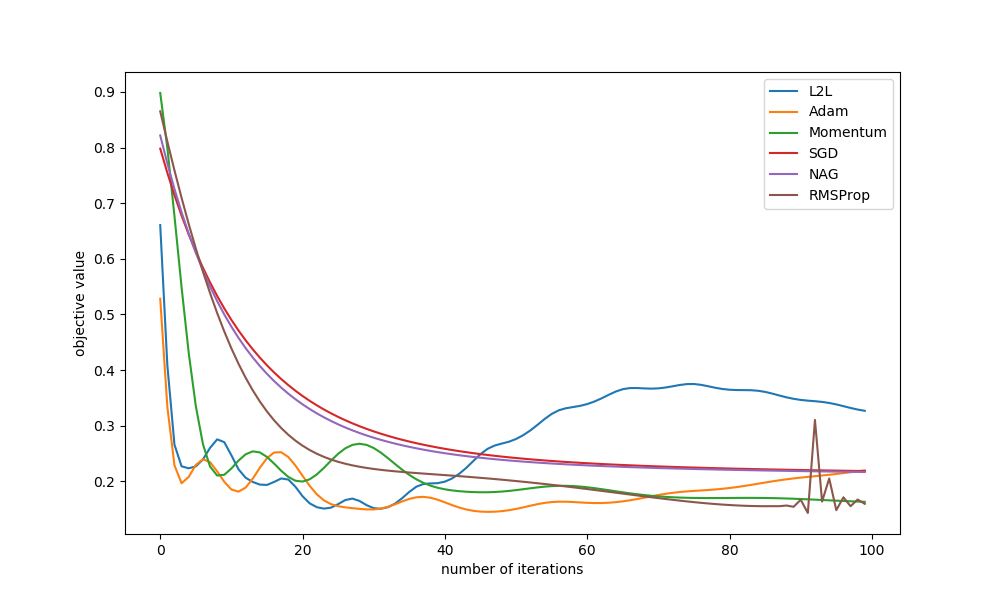 0.9
0.8
0.7
0.6
0.5
0.4
0.3
0.2
objective value
0
20
40
60
80
100
number of iterations
L2L
Adam
Momentum
SGD
NAG
RMSProp